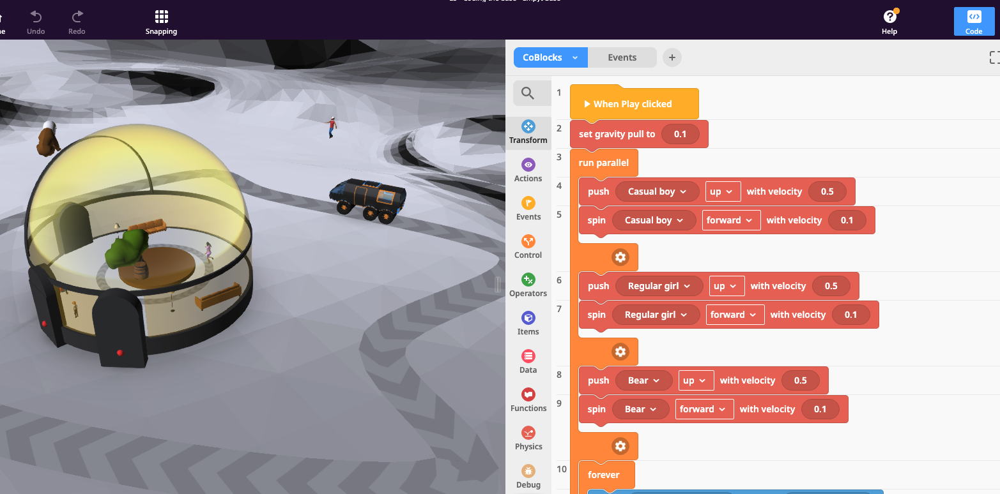 Undo
Redo
Snapping
Help
Code
CoBlocks
Events
+
1
When Play clicked
2
set gravity pull to 0.1
3
run parallel
4
push Casual boy up with velocity 0.5
5
spin Casual boy forward with velocity 0.1
6
push Regular girl up with velocity 0.5
7
spin Regular girl forward with velocity 0.1
8
push Bear up with velocity 0.5
9
spin Bear forward with velocity 0.1
10
forever
Transform
Actions
Events
Control
Operators
Items
Data
Functions
Physics
Debug